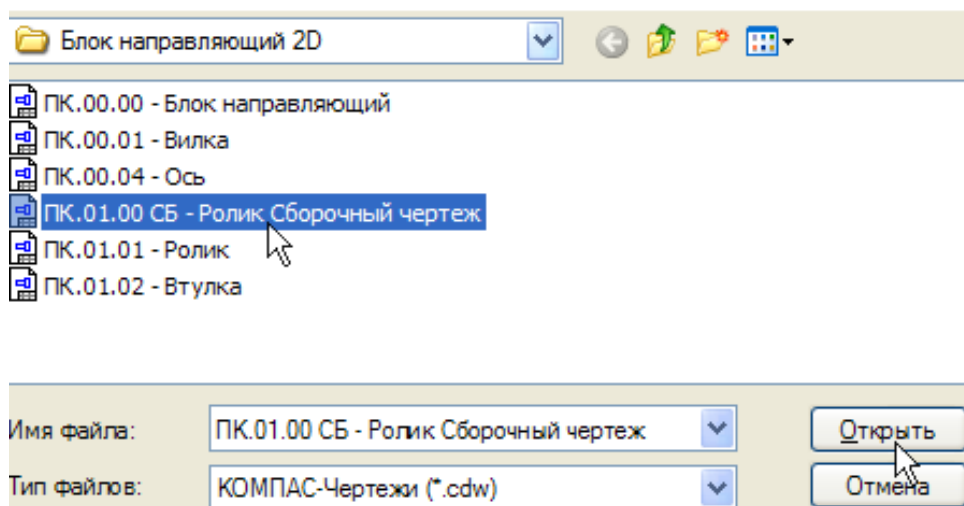 Блок направляющий 2D
ПК.00.00 - Блок направляющий
ПК.00.01 - Вилка
ПК.00.04 - Ось
ПК.01.00 СБ - Ролик Сборочный чертеж
ПК.01.01 - Ролик
ПК.01.02 - Втулка
Имя файла: ПК.01.00 СБ - Ролик Сборочный чертеж Открыть
Тип файлов: КОМПАС-Чертежи (*.cdw) Отмена